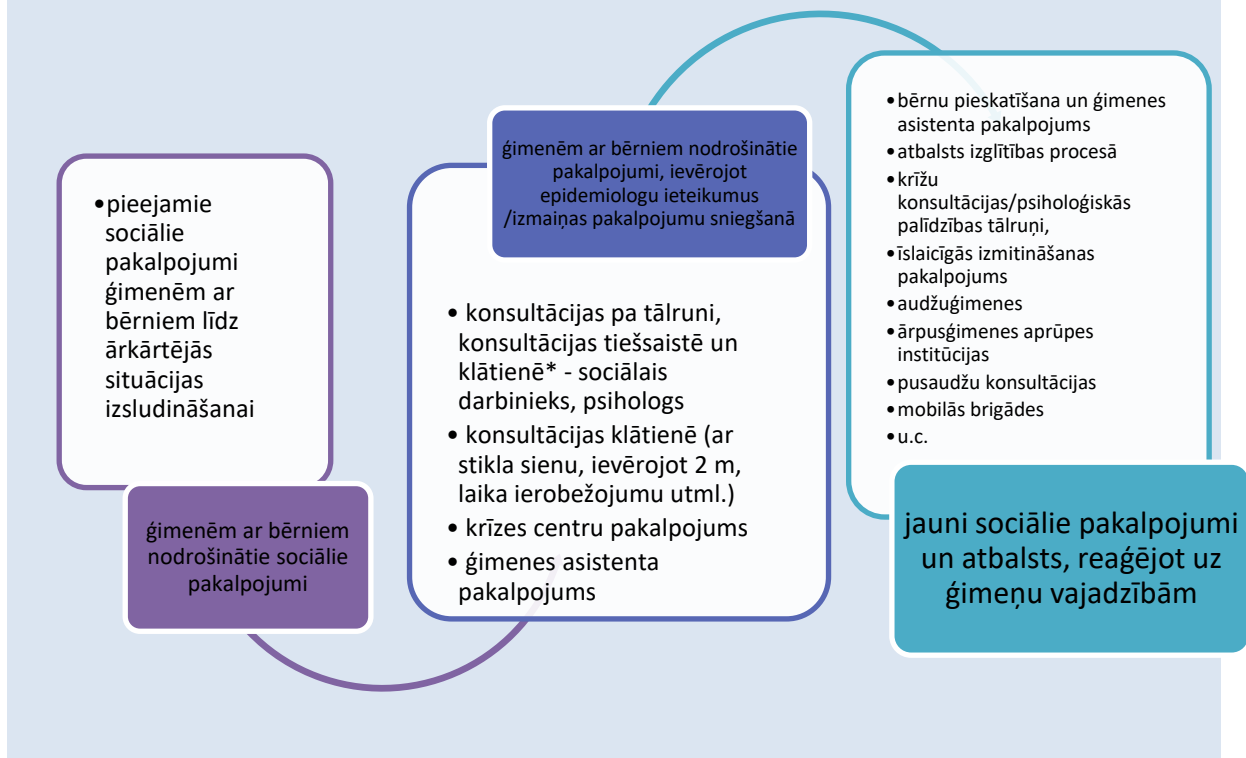 •pieejamie
sociālie
pakalpojumi
ģimenēm ar
bērniem līdz
ārkārtējās
situācijas
izsludināšanai
ģimenēm ar bērniem
nodrošinātie sociālie
pakalpojumi
ģimenēm ar bērniem nodrošinātie
pakalpojumi, ievērojot
epidemiologu ieteikumus
/izmaiņas pakalpojumu sniegšanā
• konsultācijas pa tālruni,
konsultācijas tiešsaistē un
klātienē* - sociālais
darbinieks, psihologs
• konsultācijas klātienē (ar
stikla sienu, ievērojot 2 m,
laika ierobežojumu utml.)
• krīzes centru pakalpojums
• ģimenes asistenta
pakalpojums
•bērnu pieskatīšana un ģimenes
asistenta pakalpojums
•atbalsts izglītības procesā
•krīžu
konsultācijas/psiholoģiskās
palīdzības tālruņi,
•īslaicīgās izmitināšanas
pakalpojums
•audžuģimenes
•ārpusģimenes aprūpes
institūcijas
•pusaudžu konsultācijas
•mobilās brigādes
•u.c.
jauni sociālie pakalpojumi
un atbalsts, reaģējot uz
ģimeņu vajadzībām